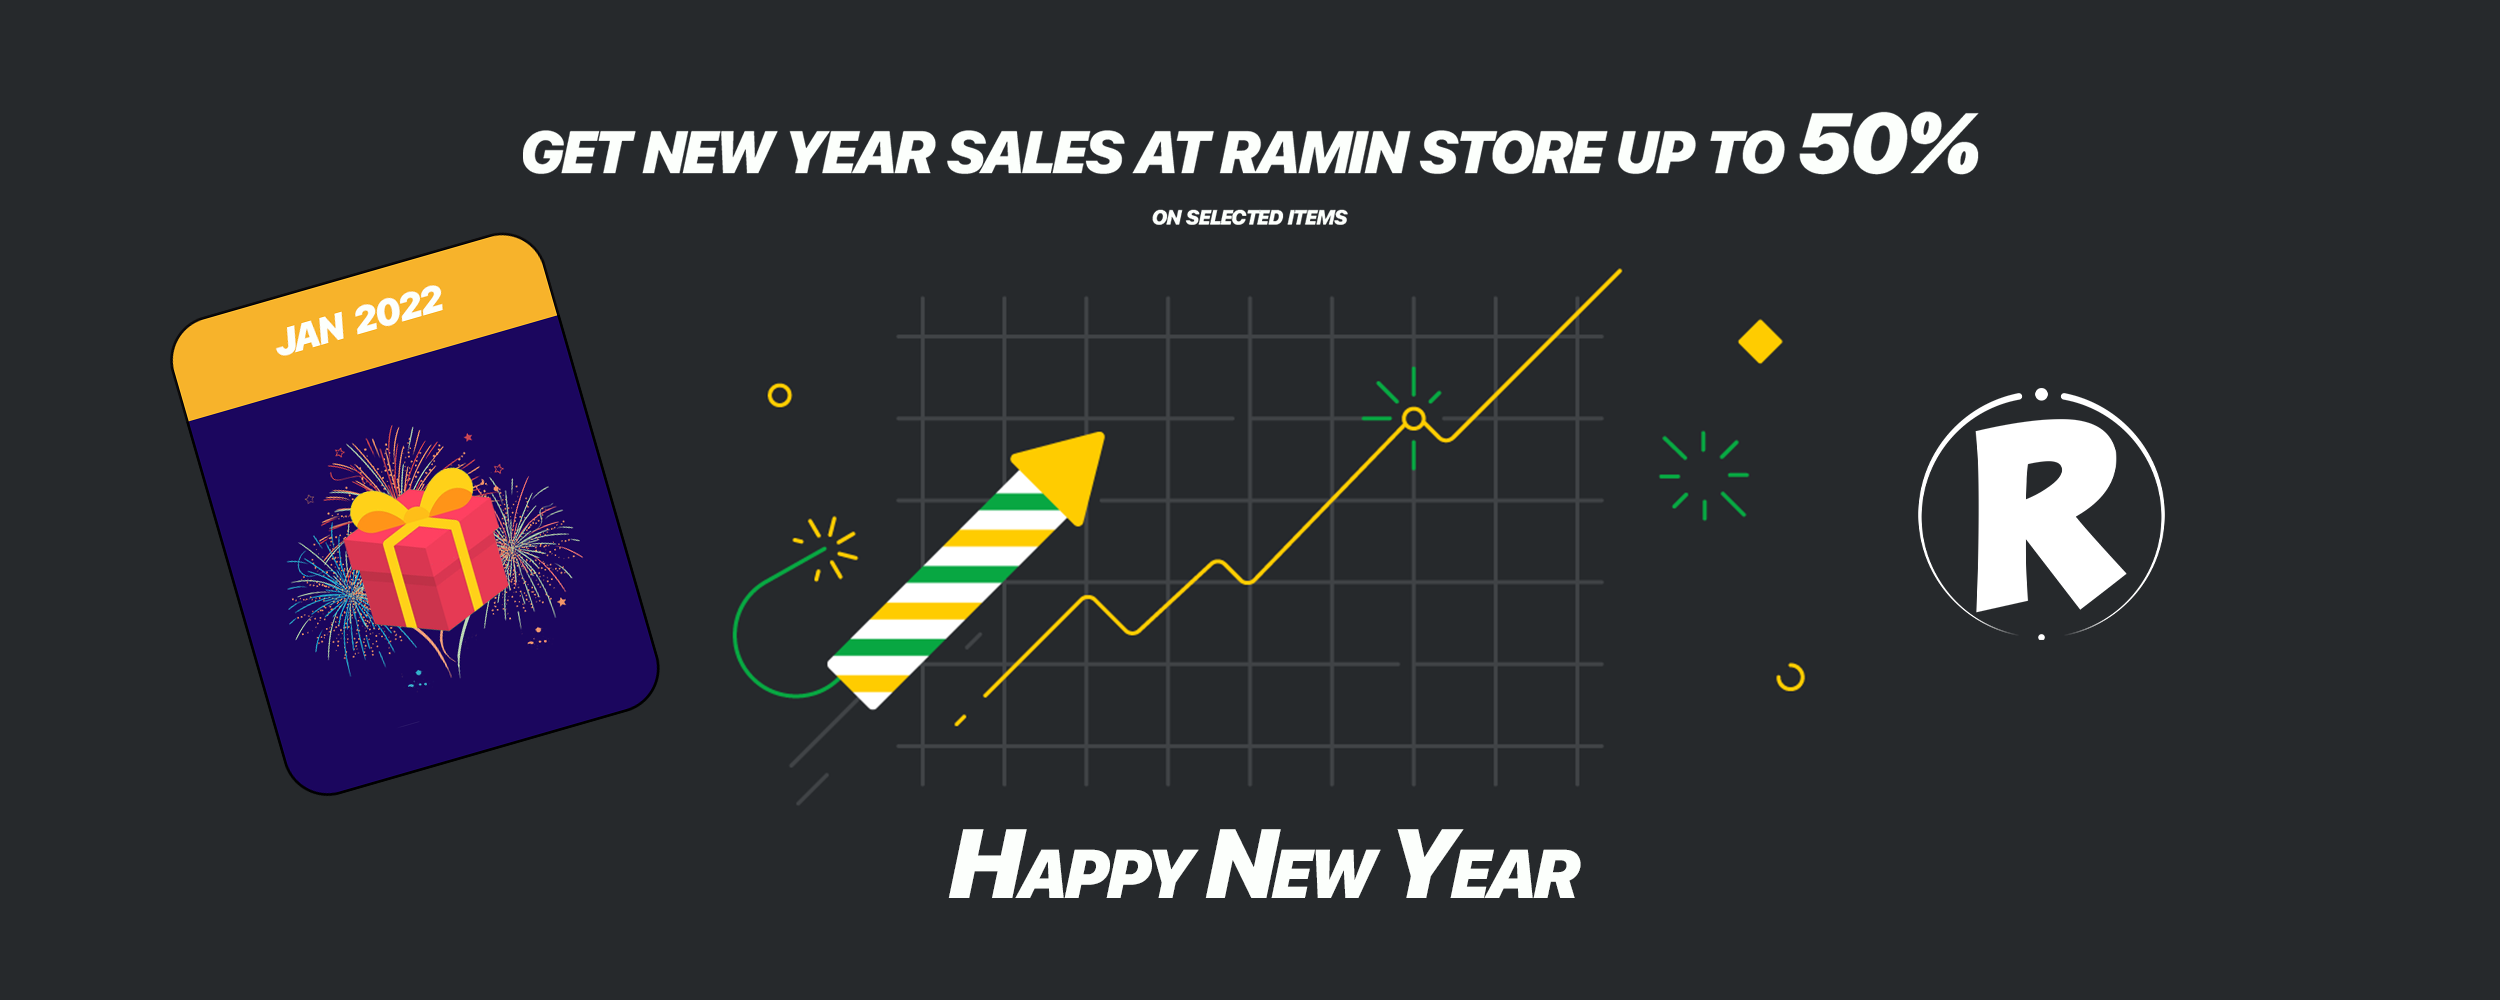 GET NEW YEAR SALES AT RAMIN STORE UP TO 50%
ON SELECTED ITEMS
JAN 2022
R
HAPPY NEW YEAR